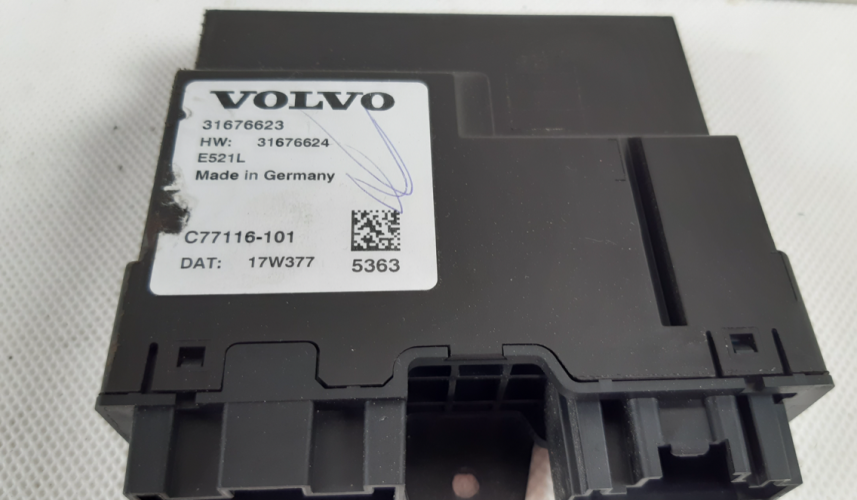 VOLVO
31676623
HW: 31676624
E521L
Made in Germany
C77116-101
DAT: 17W377 5363